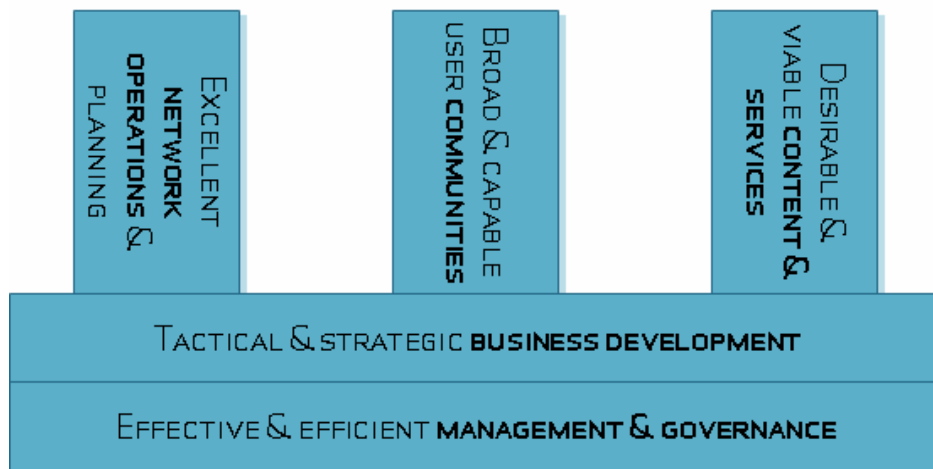 Excellent
NETWORK
OPERATIONS &
PLANNING
BROAD & CAPABLE
USER COMMUNITIES
DESIRABLE &
VIABLE CONTENT &
SERVICES
TACTICAL & STRATEGIC BUSINESS DEVELOPMENT
EFFECTIVE & EFFICIENT MANAGEMENT & GOVERNANCE